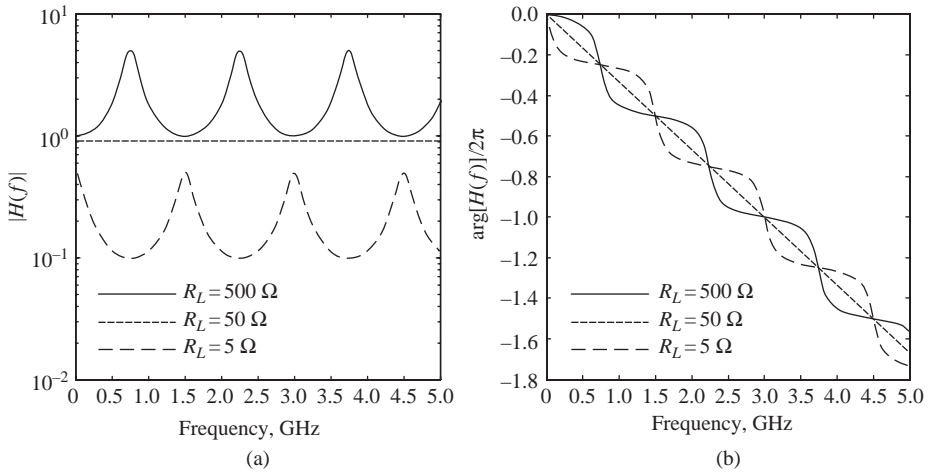 10^1
10^0
10^−1
10^−2
|H(f)|
R_L = 500 Ω
R_L = 50 Ω
R_L = 5 Ω
0 0.5 1.0 1.5 2.0 2.5 3.0 3.5 4.0 4.5 5.0
Frequency, GHz
(a)
0.0
−0.2
−0.4
−0.6
−0.8
−1.0
−1.2
−1.4
−1.6
−1.8
arg[H(f)]/2π
R_L = 500 Ω
R_L = 50 Ω
R_L = 5 Ω
0 0.5 1.0 1.5 2.0 2.5 3.0 3.5 4.0 4.5 5.0
Frequency, GHz
(b)